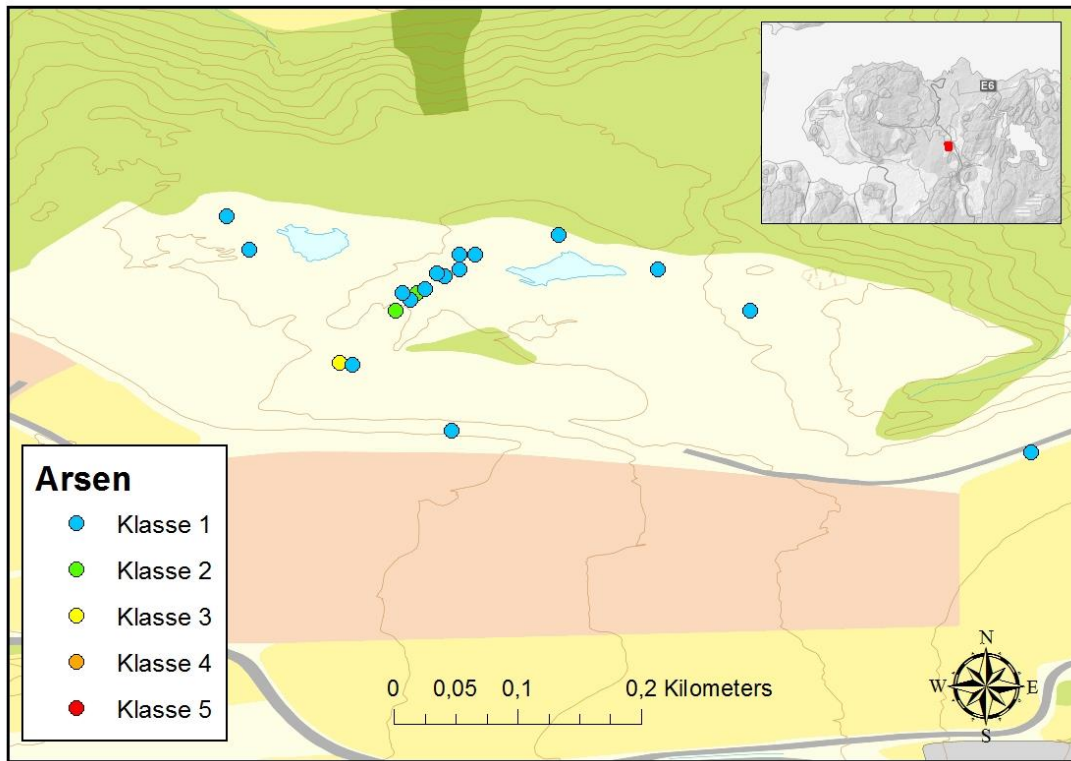 E6
Arsen
Klasse 1
Klasse 2
Klasse 3
Klasse 4
Klasse 5
0 0,05 0,1 0,2 Kilometers
N
W E
S